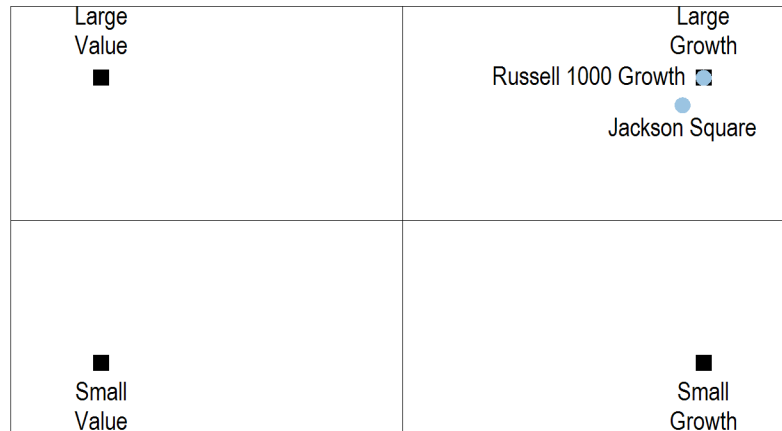 Large
Value
Large
Growth
Russell 1000 Growth
Jackson Square
Small
Value
Small
Growth